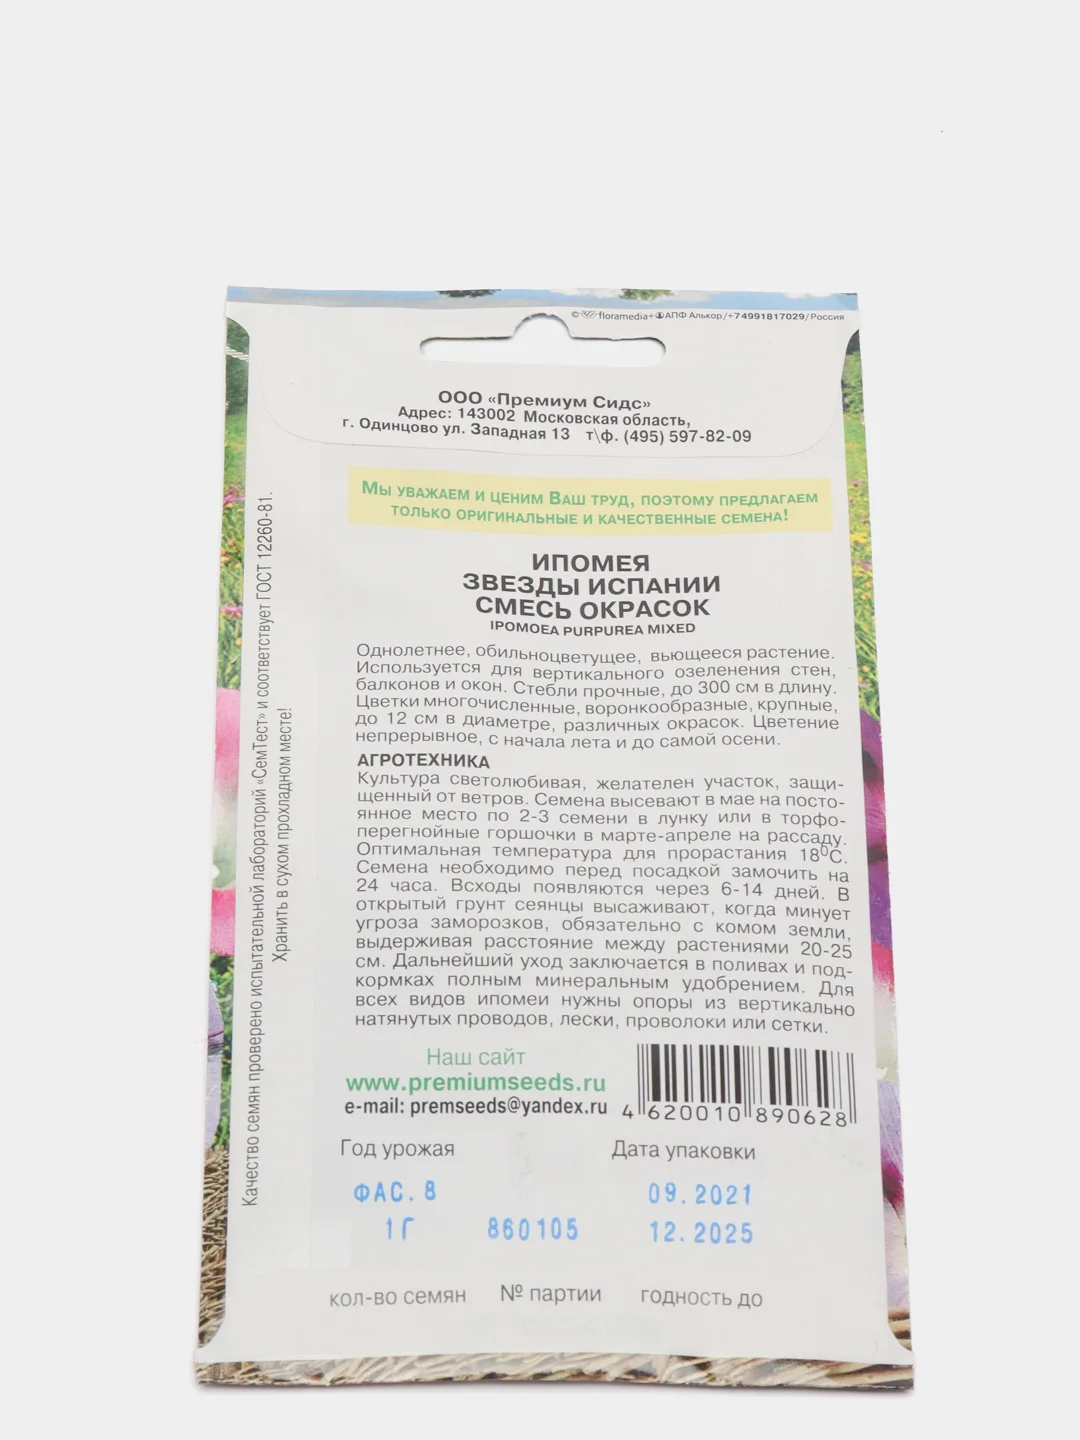 © floramedia+АПФ Алькор/+74991817029/Россия
ООО «Премиум Сидс»
Адрес: 143002 Московская область,
г. Одинцово ул. Западная 13 т\ф. (495) 597-82-09
Мы уважаем и ценим Ваш труд, поэтому предлагаем
только оригинальные и качественные семена!
ИПОМЕЯ
ЗВЕЗДЫ ИСПАНИИ
СМЕСЬ ОКРАСОК
IPOMOEA PURPUREA MIXED
Однолетнее, обильноцветущее, вьющееся растение.
Используется для вертикального озеленения стен,
балконов и окон. Стебли прочные, до 300 см в длину.
Цветки многочисленные, воронкообразные, крупные,
до 12 см в диаметре, различных окрасок. Цветение
непрерывное, с начала лета и до самой осени.
АГРОТЕХНИКА
Культура светолюбивая, желателен участок, защи-
щенный от ветров. Семена высевают в мае на посто-
янное место по 2-3 семени в лунку или в торфо-
перегнойные горшочки в марте-апреле на рассаду.
Оптимальная температура для прорастания 18⁰С.
Семена необходимо перед посадкой замочить на
24 часа. Всходы появляются через 6-14 дней. В
открытый грунт сеянцы высаживают, когда минует
угроза заморозков, обязательно с комом земли,
выдерживая расстояние между растениями 20-25
см. Дальнейший уход заключается в поливах и под-
кормках полным минеральным удобрением. Для
всех видов ипомеи нужны опоры из вертикально
натянутых проводов, лески, проволоки или сетки.
Наш сайт
www.premiumseeds.ru
e-mail: premseeds@yandex.ru
4 620010 890628
Год урожая Дата упаковки
ФАС. 8 09.2021
1Г 860105 12.2025
кол-во семян № партии годность до
Качество семян проверено испытательной лабораторий «СемТест» и соответствует ГОСТ 12260-81.
Хранить в сухом прохладном месте!